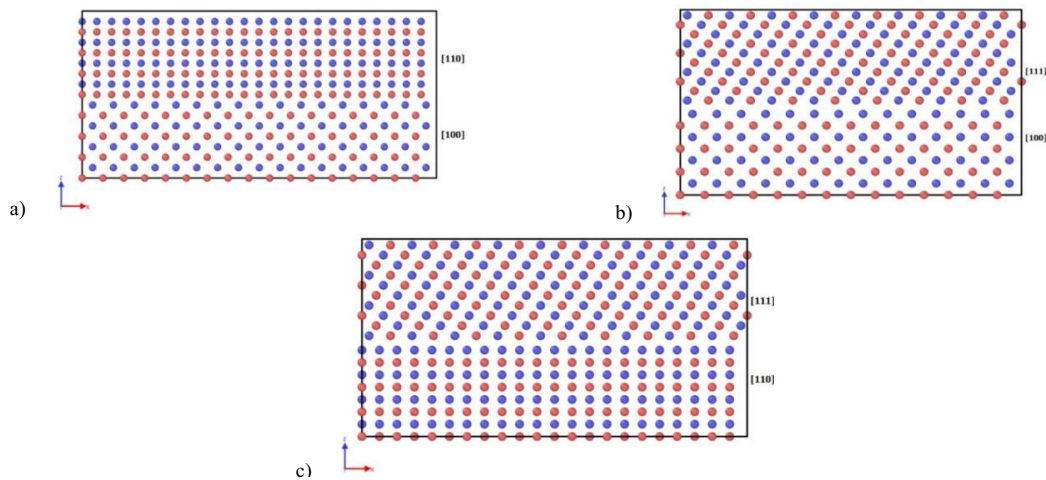 [110]
[100]
z
x
a)
[111]
[100]
z
x
b)
[111]
[110]
z
x
c)